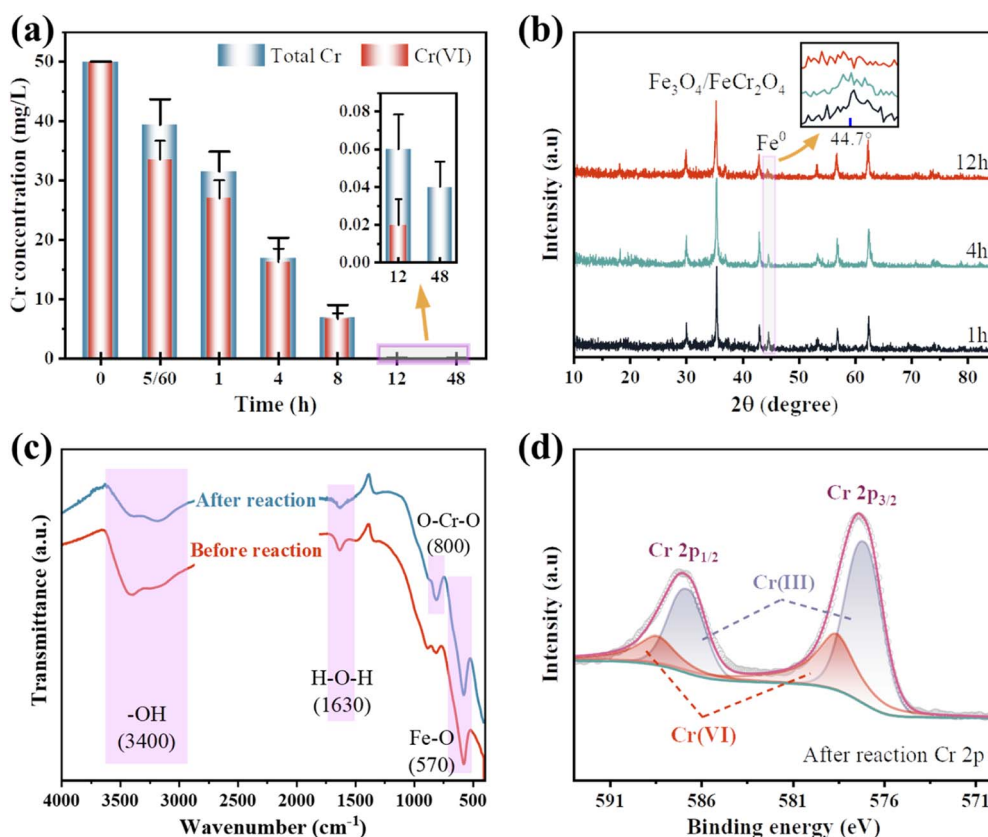 (a)
Total Cr
Cr(VI)
Cr concentration (mg/L)
50
40
30
20
10
0
0
5/60
1
4
8
12
48
Time (h)
0.10
0.08
0.06
0.04
0.02
0.00
12
48
(b)
Fe₃O₄/FeCr₂O₄
Fe⁰
44.7°
12h
4h
1h
Intensity (a.u)
10
20
30
40
50
60
70
80
2θ (degree)
(c)
After reaction
Before reaction
O-Cr-O
(800)
H-O-H
(1630)
-OH
(3400)
Fe-O
(570)
Transmittance (a.u.)
4000
3500
3000
2500
2000
1500
1000
500
Wavenumber (cm⁻¹)
(d)
Cr 2p₃/₂
Cr 2p₁/₂
Cr(III)
Cr(VI)
After reaction Cr 2p
Intensity (a.u)
591
586
581
576
571
Binding energy (eV)